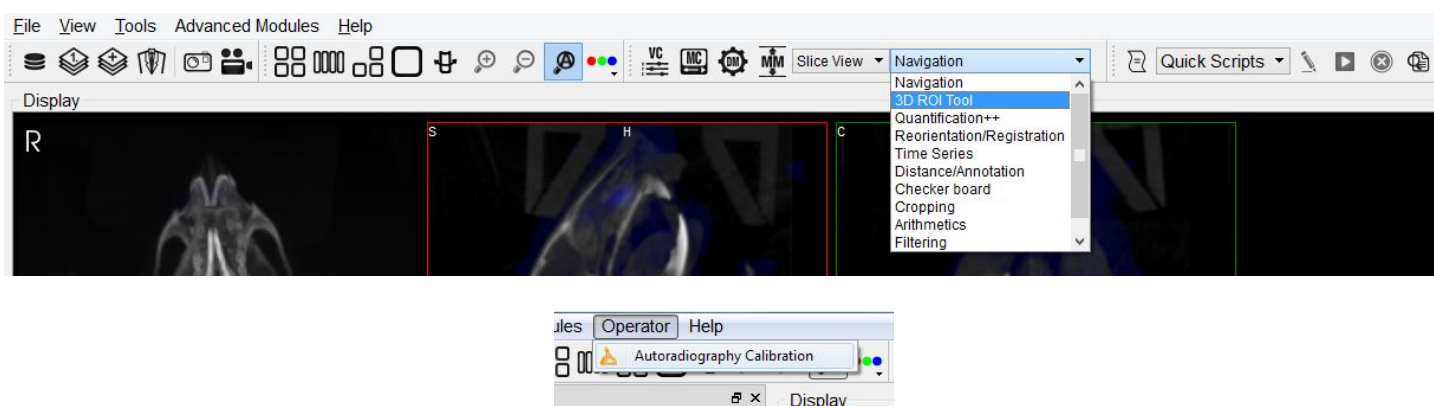 File View Tools Advanced Modules Help
VC MC DM MM Slice View Navigation Quick Scripts
Navigation
3D ROI Tool
Quantification++
Reorientation/Registration
Time Series
Distance/Annotation
Checker board
Cropping
Arithmetics
Filtering
Display
R
S H C
ules Operator Help
Autoradiography Calibration
Display